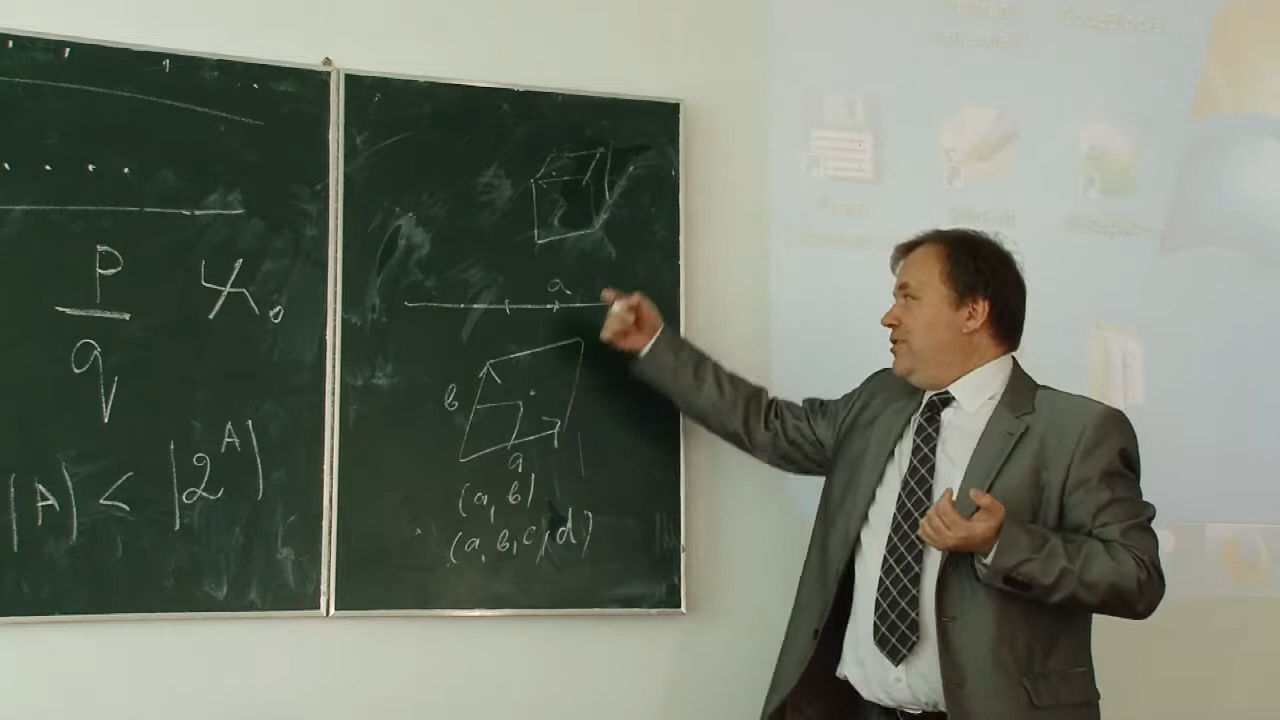 p
q
ℵ₀
|A| < |2^A|
a
в
a
(a, в)
(a, в, c, d)